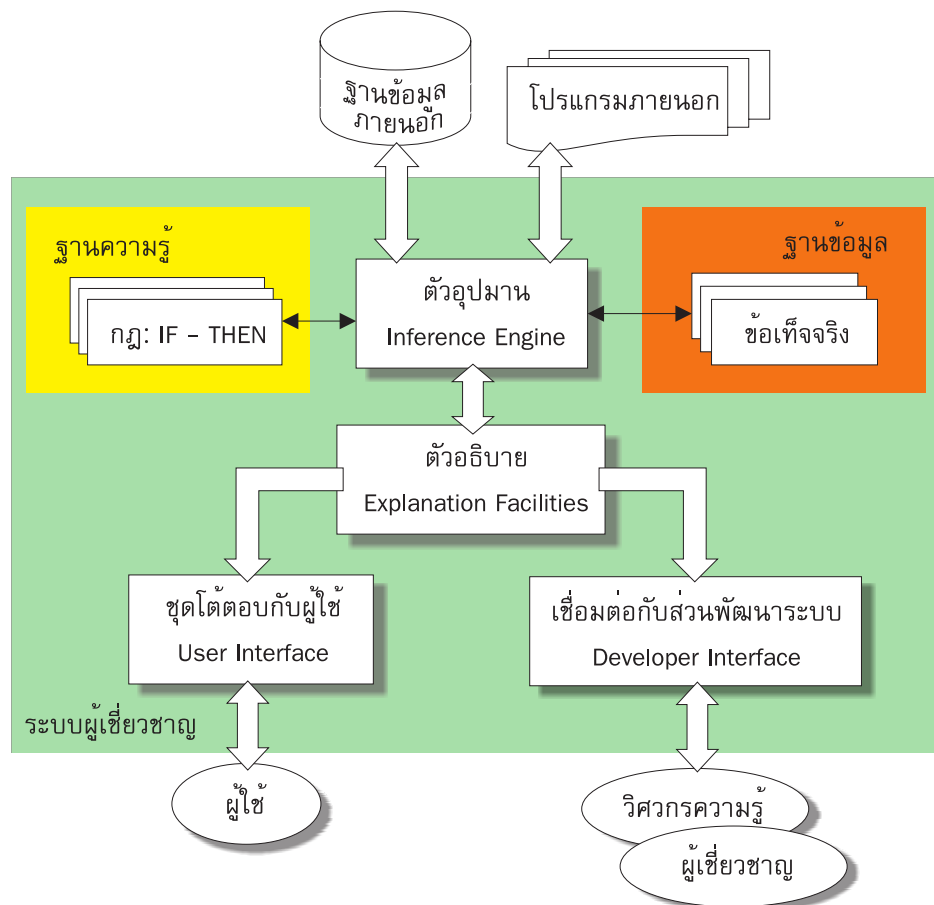 ฐานข้อมูล
ภายนอก
โปรแกรมภายนอก
ฐานความรู้
กฎ: IF – THEN
ตัวอุปมาน
Inference Engine
ฐานข้อมูล
ข้อเท็จจริง
ตัวอธิบาย
Explanation Facilities
ชุดโต้ตอบกับผู้ใช้
User Interface
เชื่อมต่อกับส่วนพัฒนาระบบ
Developer Interface
ระบบผู้เชี่ยวชาญ
ผู้ใช้
วิศวกรความรู้
ผู้เชี่ยวชาญ